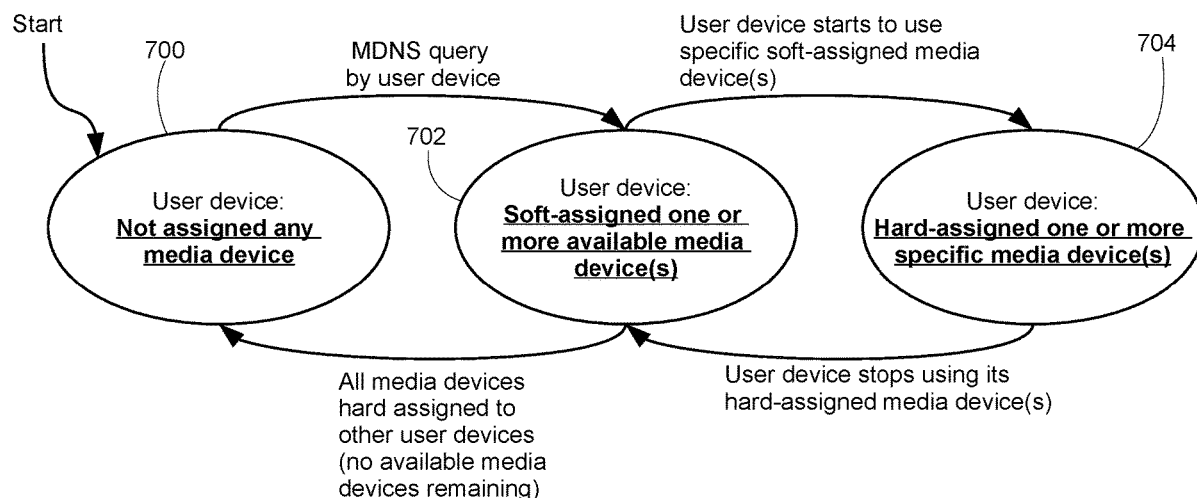 Start
700
MDNS query
by user device
User device starts to use
specific soft-assigned media
device(s)
704
702
User device:
Not assigned any
media device
User device:
Soft-assigned one or
more available media
device(s)
User device:
Hard-assigned one or more
specific media device(s)
All media devices
hard assigned to
other user devices
(no available media
devices remaining)
User device stops using its
hard-assigned media device(s)